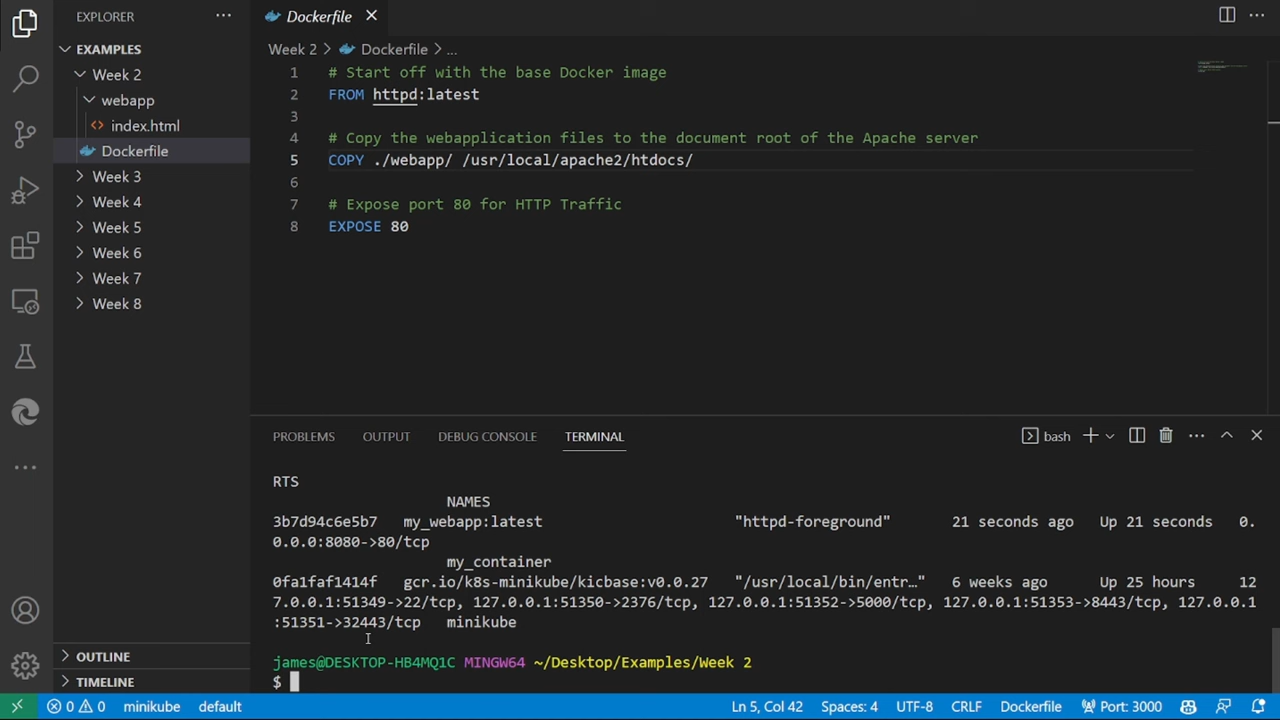 EXPLORER
Dockerfile
EXAMPLES
Week 2
webapp
index.html
Dockerfile
Week 3
Week 4
Week 5
Week 6
Week 7
Week 8
OUTLINE
TIMELINE
Week 2 > Dockerfile > ...
1 # Start off with the base Docker image
2 FROM httpd:latest
3
4 # Copy the webapplication files to the document root of the Apache server
5 COPY ./webapp/ /usr/local/apache2/htdocs/
6
7 # Expose port 80 for HTTP Traffic
8 EXPOSE 80
PROBLEMS OUTPUT DEBUG CONSOLE TERMINAL bash
RTS
NAMES
3b7d94c6e5b7 my_webapp:latest "httpd-foreground" 21 seconds ago Up 21 seconds 0.
0.0.0:8080->80/tcp
my_container
0fa1faf1414f gcr.io/k8s-minikube/kicbase:v0.0.27 "/usr/local/bin/entr…" 6 weeks ago Up 25 hours 12
7.0.0.1:51349->22/tcp, 127.0.0.1:51350->2376/tcp, 127.0.0.1:51352->5000/tcp, 127.0.0.1:51353->8443/tcp, 127.0.0.1
:51351->32443/tcp minikube
james@DESKTOP-HB4MQ1C MINGW64 ~/Desktop/Examples/Week 2
$
0 0 minikube default Ln 5, Col 42 Spaces: 4 UTF-8 CRLF Dockerfile Port: 3000